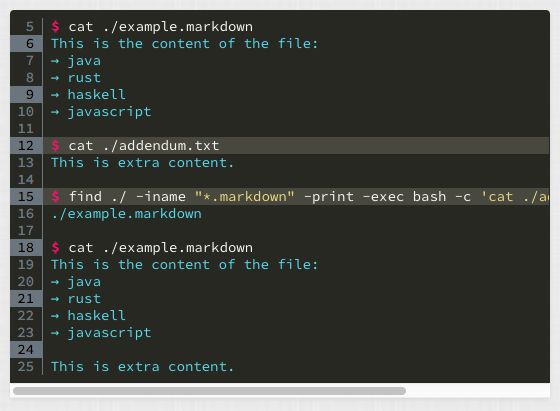 5 $ cat ./example.markdown
6 This is the content of the file:
7 → java
8 → rust
9 → haskell
10 → javascript
11
12 $ cat ./addendum.txt
13 This is extra content.
14
15 $ find ./ -iname "*.markdown" -print -exec bash -c 'cat ./a
16 ./example.markdown
17
18 $ cat ./example.markdown
19 This is the content of the file:
20 → java
21 → rust
22 → haskell
23 → javascript
24
25 This is extra content.